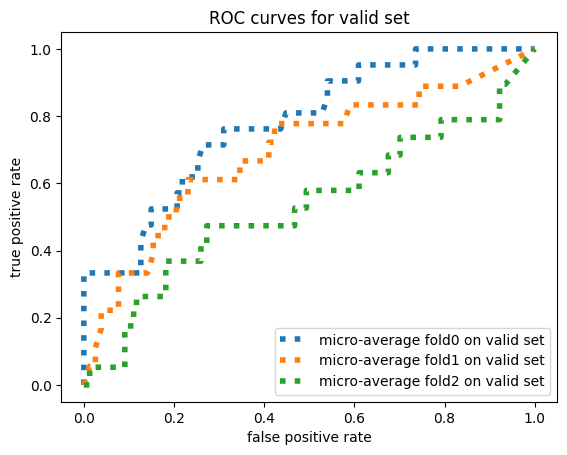 ROC curves for valid set
true positive rate
1.0
0.8
0.6
0.4
0.2
0.0
micro-average fold0 on valid set
micro-average fold1 on valid set
micro-average fold2 on valid set
0.0 0.2 0.4 0.6 0.8 1.0
false positive rate